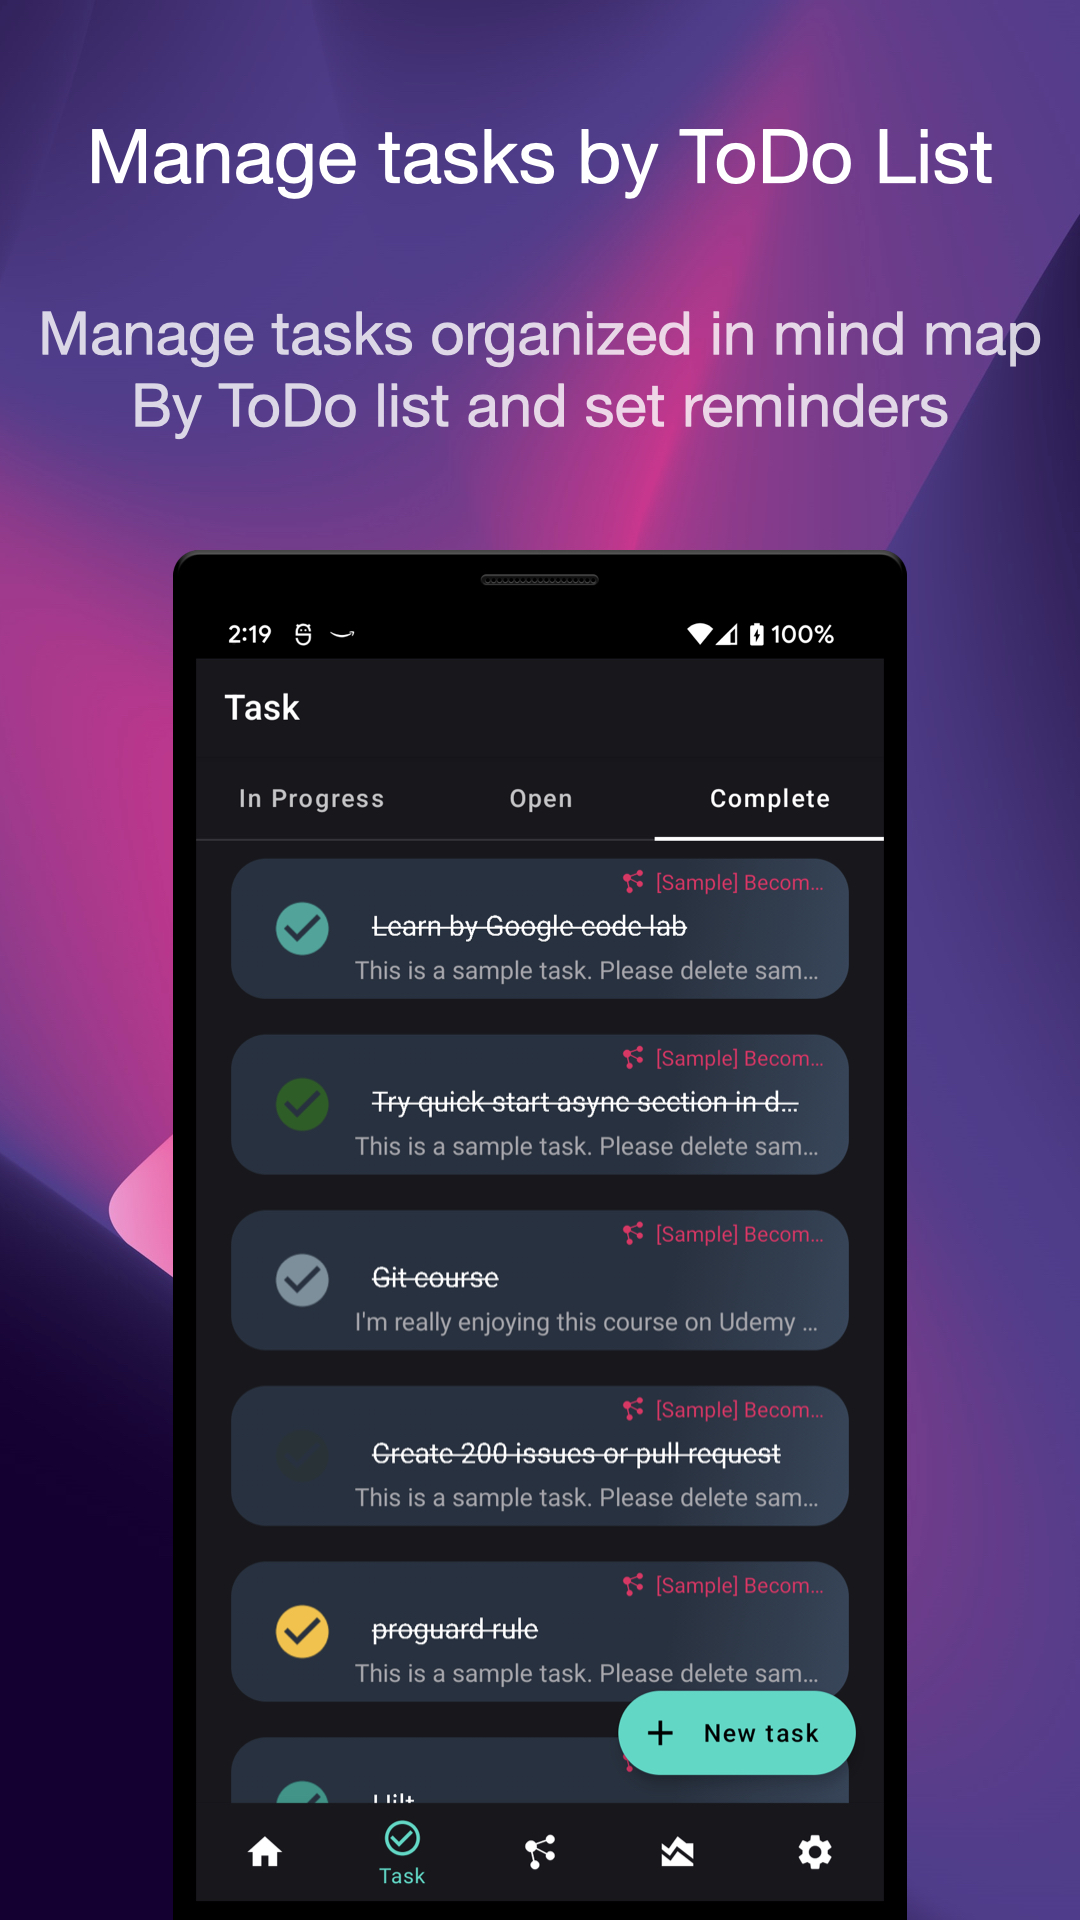 Manage tasks by ToDo List
Manage tasks organized in mind map
By ToDo list and set reminders
2:19
100%
Task
In Progress
Open
Complete
[Sample] Becom...
Learn by Google code lab
This is a sample task. Please delete sam...
[Sample] Becom...
Try quick start async section in d...
This is a sample task. Please delete sam...
[Sample] Becom...
Git course
I'm really enjoying this course on Udemy ...
[Sample] Becom...
Create 200 issues or pull request
This is a sample task. Please delete sam...
[Sample] Becom...
proguard rule
This is a sample task. Please delete sam...
+ New task
Task